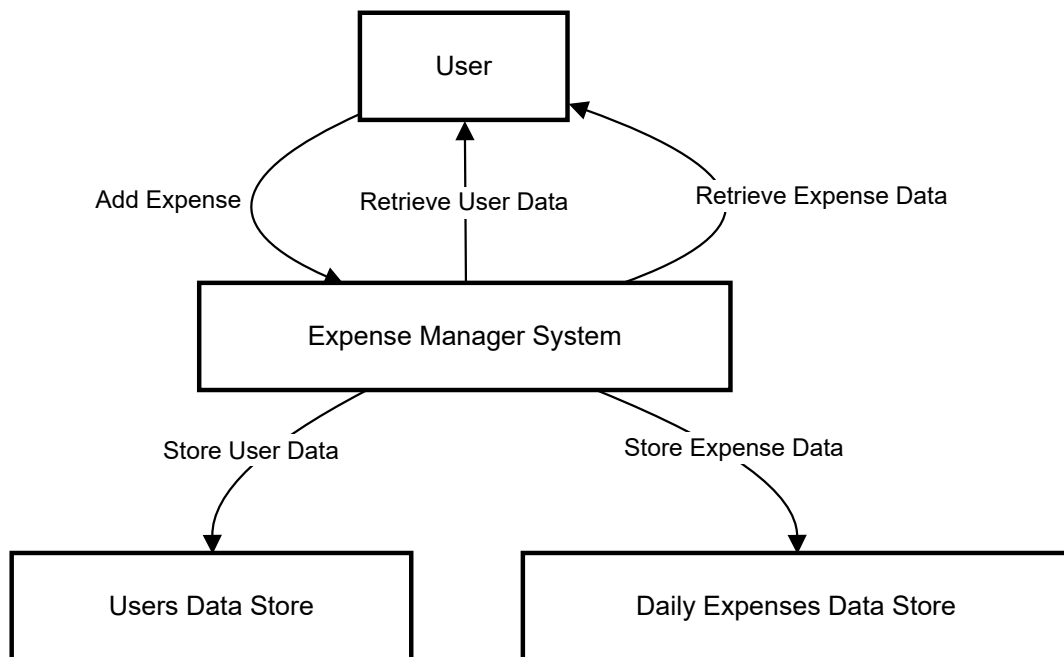 User
Add Expense
Retrieve User Data
Retrieve Expense Data
Expense Manager System
Store User Data
Store Expense Data
Users Data Store
Daily Expenses Data Store